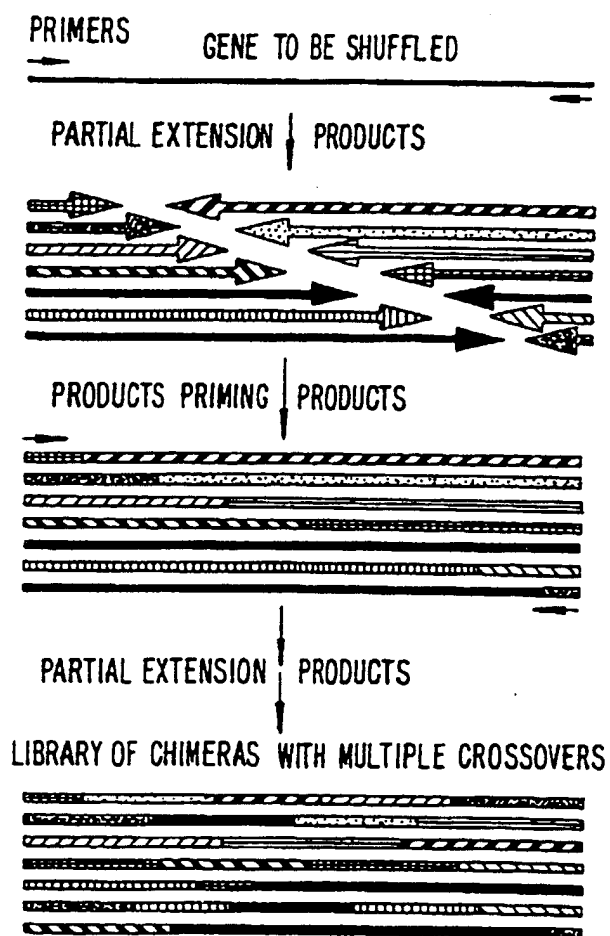 PRIMERS
GENE TO BE SHUFFLED
PARTIAL EXTENSION PRODUCTS
PRODUCTS PRIMING PRODUCTS
PARTIAL EXTENSION PRODUCTS
LIBRARY OF CHIMERAS WITH MULTIPLE CROSSOVERS